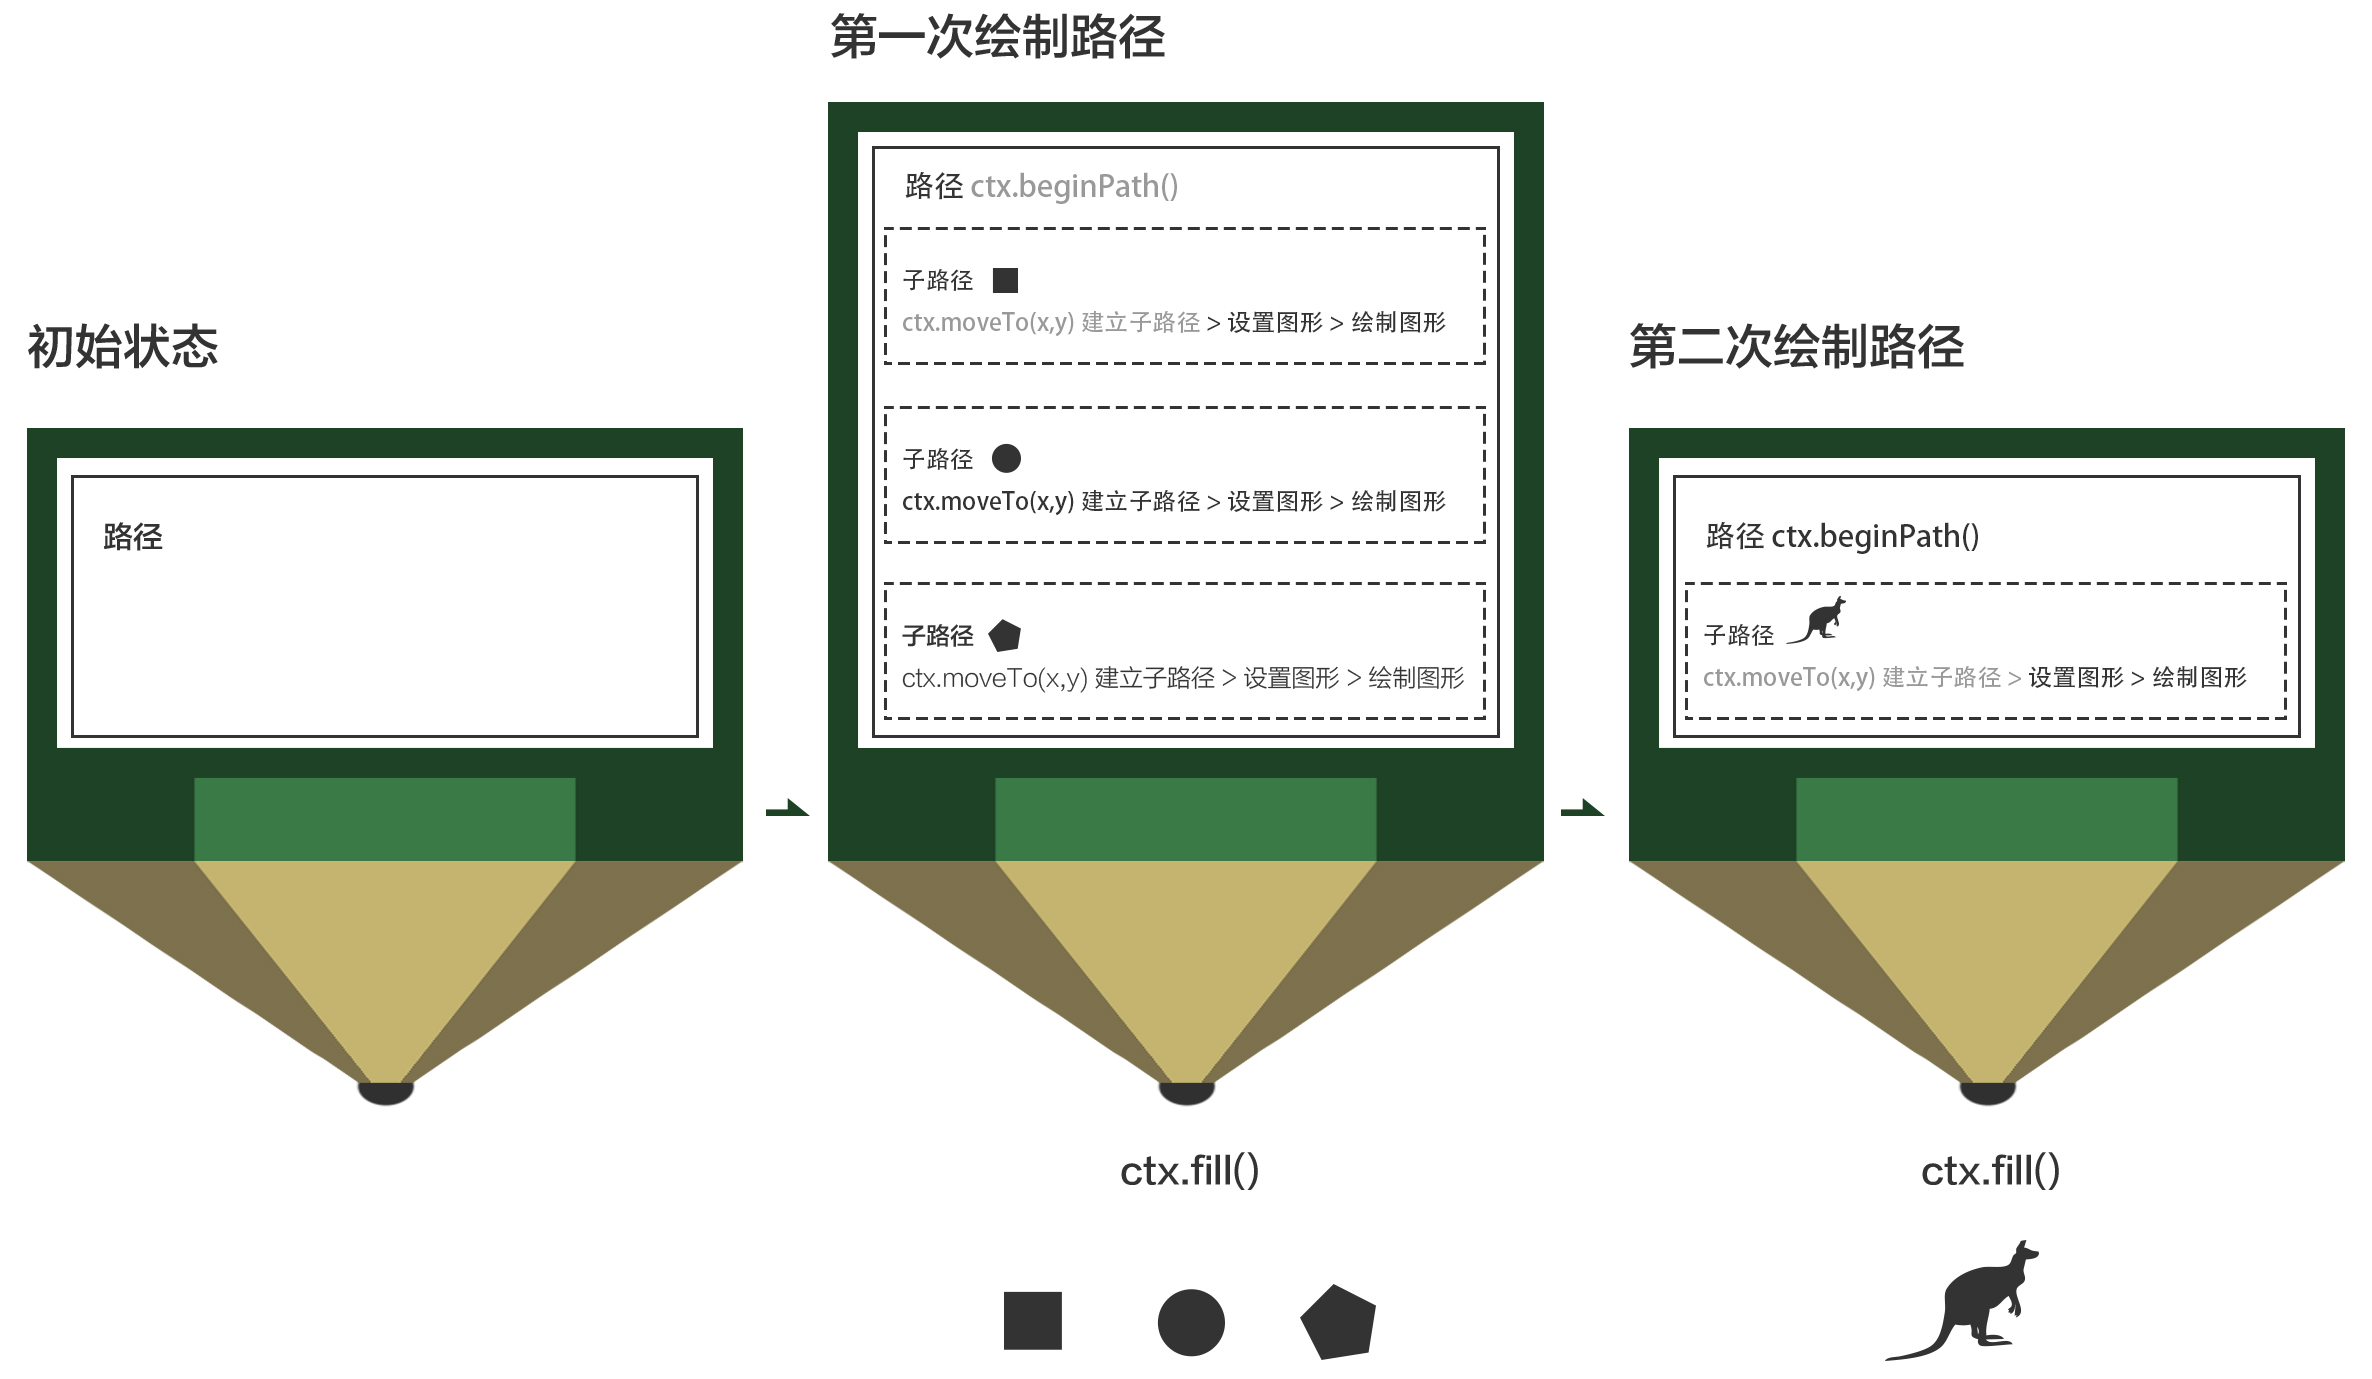 初始状态
路径
第一次绘制路径
路径 ctx.beginPath()
子路径
ctx.moveTo(x,y) 建立子路径 > 设置图形 > 绘制图形
子路径
ctx.moveTo(x,y) 建立子路径 > 设置图形 > 绘制图形
子路径
ctx.moveTo(x,y) 建立子路径 > 设置图形 > 绘制图形
ctx.fill()
第二次绘制路径
路径 ctx.beginPath()
子路径
ctx.moveTo(x,y) 建立子路径 > 设置图形 > 绘制图形
ctx.fill()